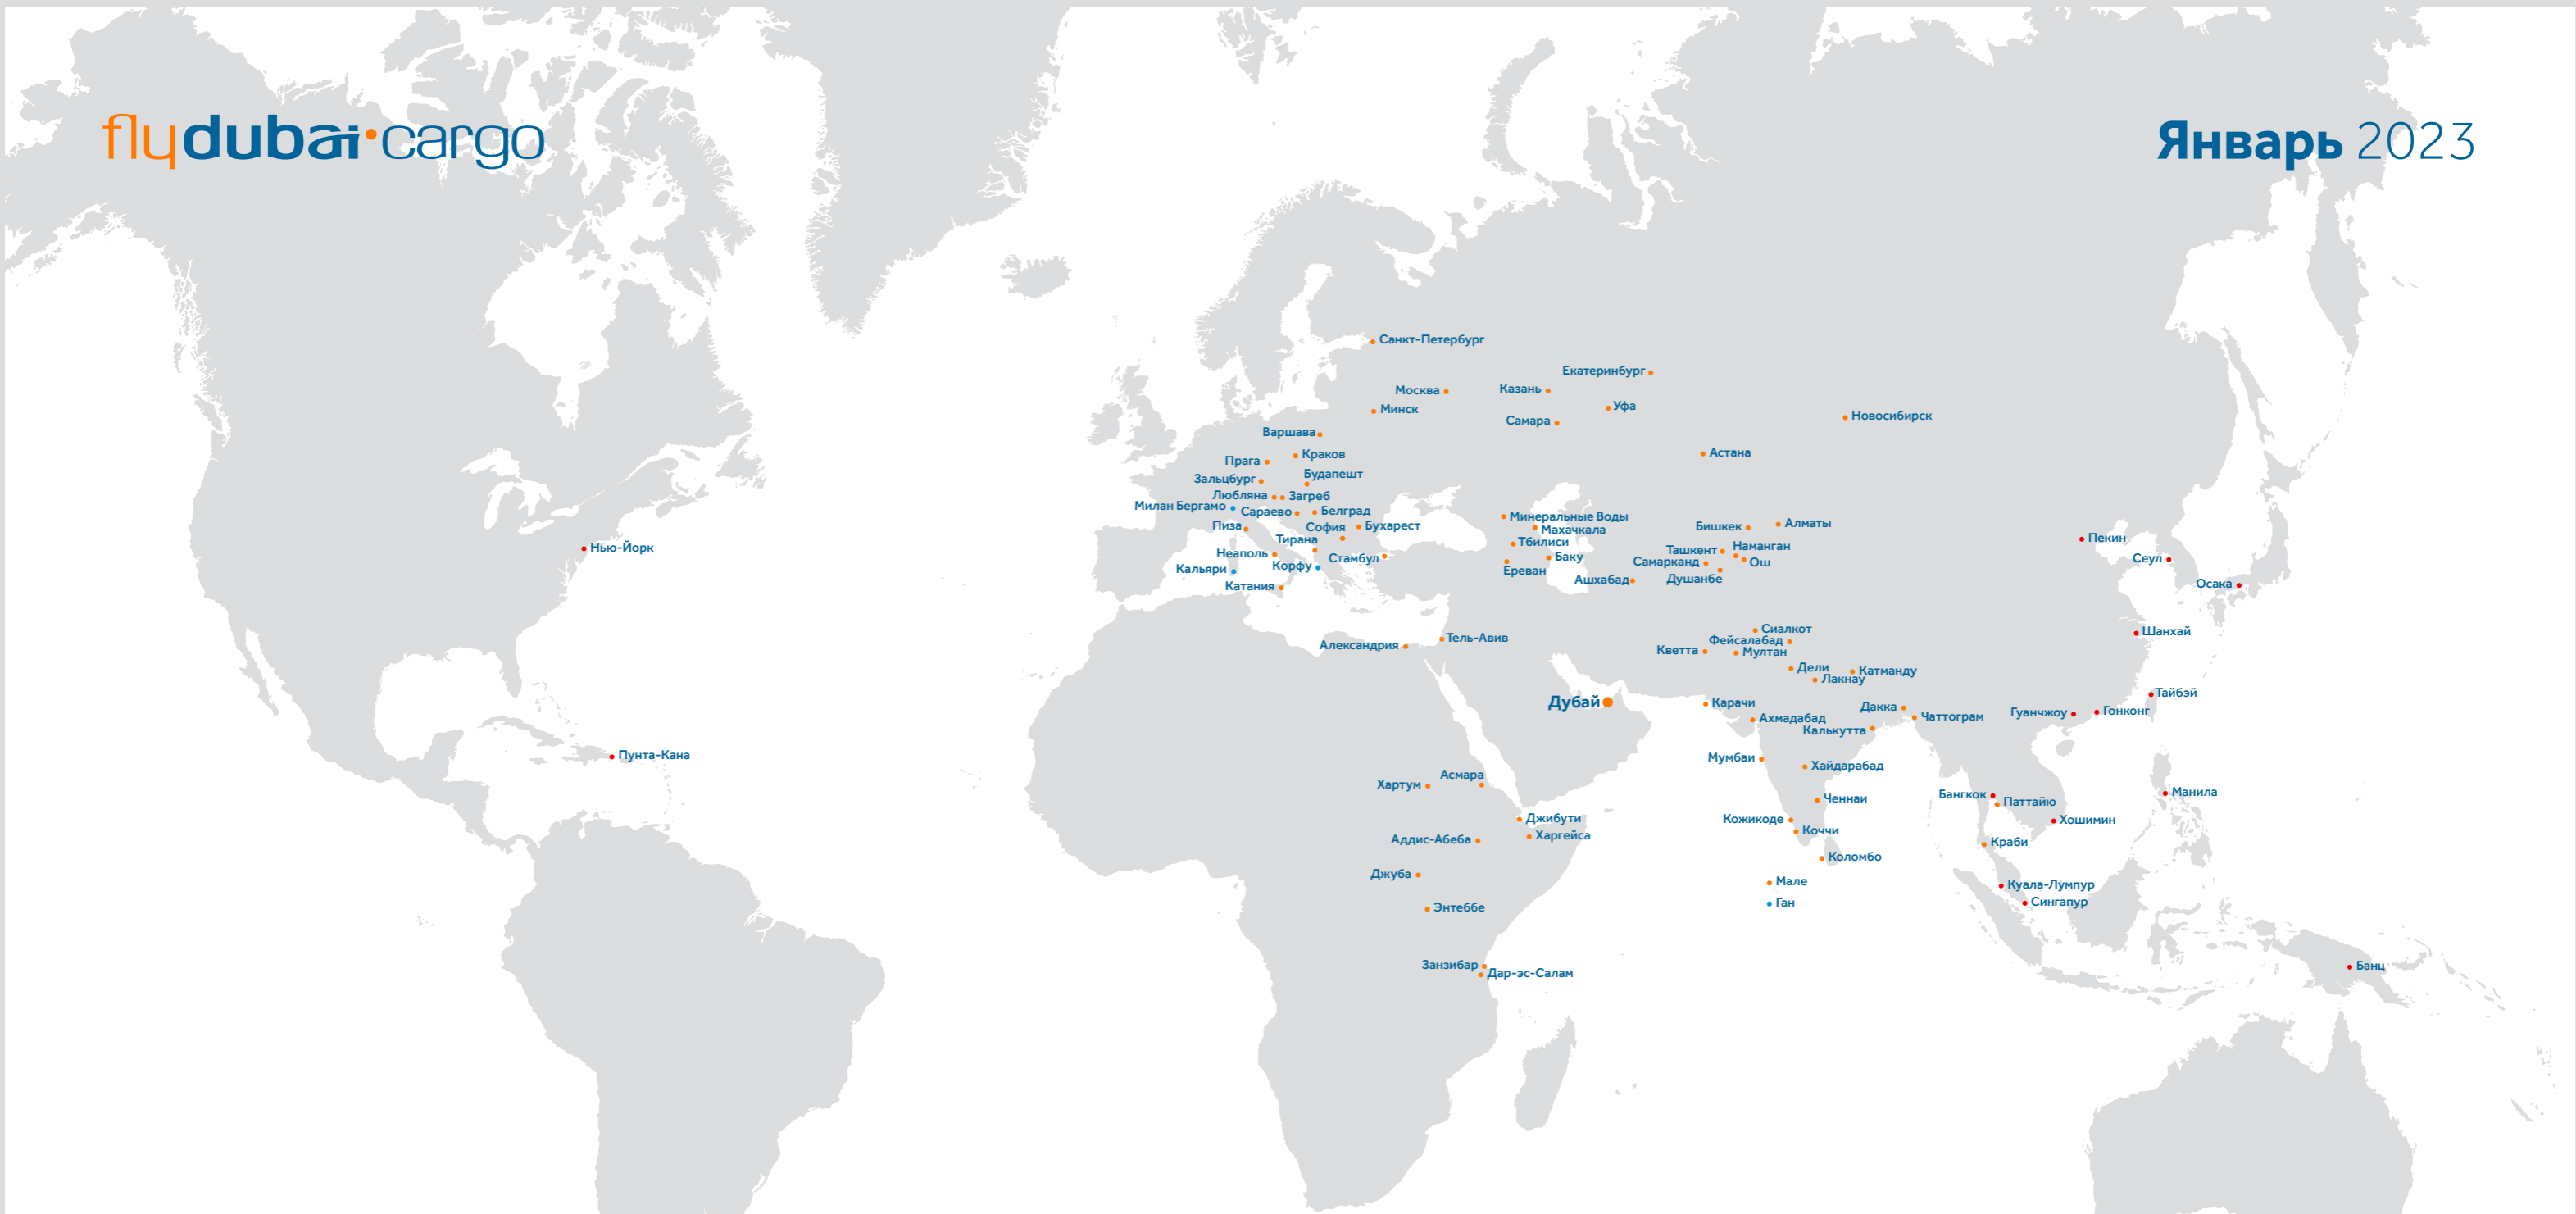 flydubai•cargo
Январь 2023
Санкт-Петербург
Екатеринбург
Москва
Казань
Уфа
Минск
Самара
Новосибирск
Варшава
Краков
Астана
Прага
Будапешт
Зальцбург
Любляна
Загреб
Милан Бергамо
Сараево
Белград
Пиза
София
Бухарест
Тирана
Неаполь
Стамбул
Кальяри
Корфу
Катания
Минеральные Воды
Махачкала
Тбилиси
Баку
Ереван
Бишкек
Алматы
Ташкент
Наманган
Самарканд
Ош
Ашхабад
Душанбе
Нью-Йорк
Пекин
Сеул
Осака
Шанхай
Александрия
Тель-Авив
Сиалкот
Фейсалабад
Кветта
Мултан
Дели
Катманду
Лакнау
Дубай
Карачи
Ахмадабад
Дакка
Чаттограм
Калькутта
Тайбэй
Гуанчжоу
Гонконг
Пунта-Кана
Мумбаи
Хайдарабад
Хартум
Асмара
Ченнаи
Бангкок
Паттайю
Манила
Джибути
Кожикоде
Хошимин
Харгейса
Коччи
Аддис-Абеба
Краби
Коломбо
Джуба
Мале
Куала-Лумпур
Ган
Сингапур
Энтеббе
Занзибар
Дар-эс-Салам
Банц